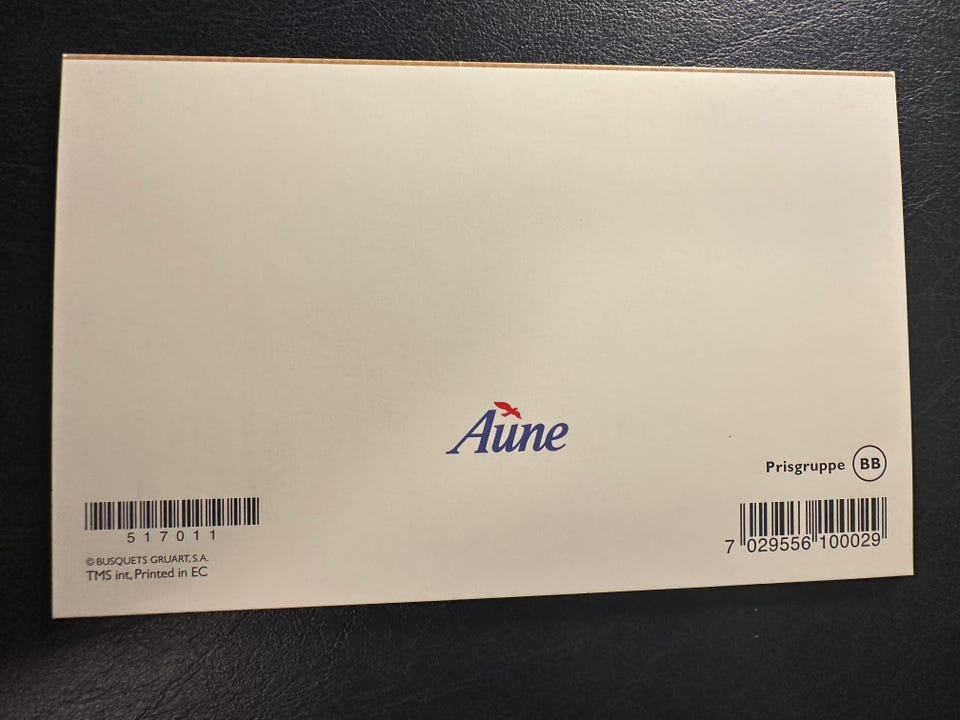 Aune
Prisgruppe BB
517011
7 029556 100029
© BUSQUETS GRUART, S.A.
TMS int, Printed in EC